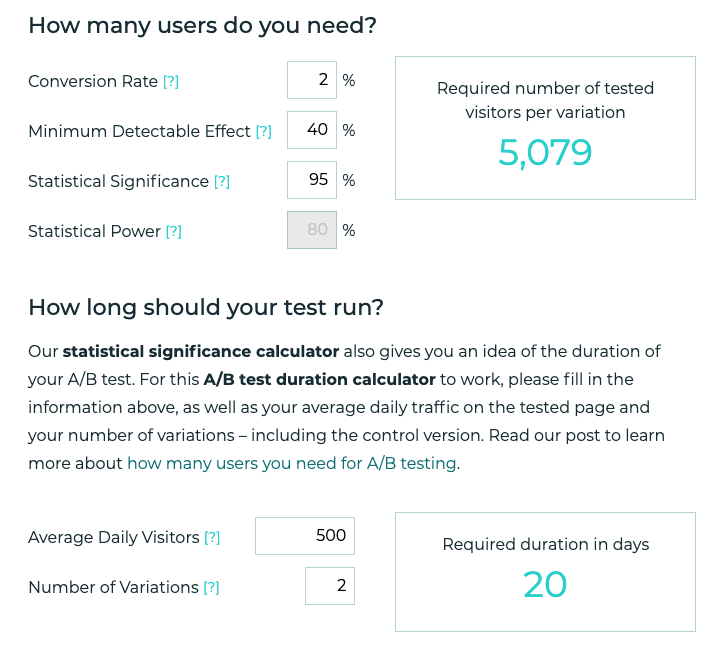 How many users do you need?
Conversion Rate [?] 2 %
Minimum Detectable Effect [?] 40 %
Statistical Significance [?] 95 %
Statistical Power [?] 80 %
Required number of tested
visitors per variation
5,079
How long should your test run?
Our statistical significance calculator also gives you an idea of the duration of
your A/B test. For this A/B test duration calculator to work, please fill in the
information above, as well as your average daily traffic on the tested page and
your number of variations – including the control version. Read our post to learn
more about how many users you need for A/B testing.
Average Daily Visitors [?] 500
Number of Variations [?] 2
Required duration in days
20